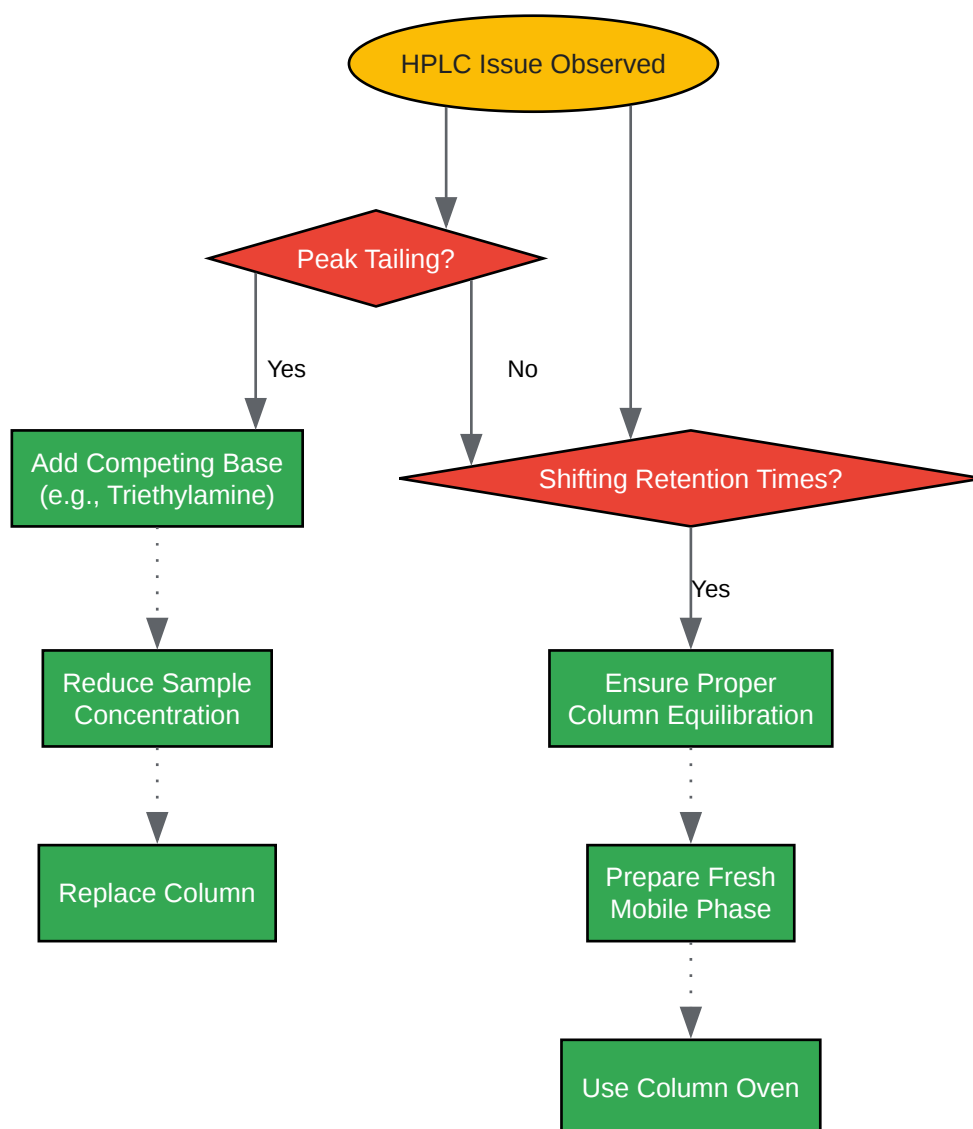 HPLC Issue Observed
Peak Tailing?
Yes
No
Add Competing Base
(e.g., Triethylamine)
Shifting Retention Times?
Yes
Reduce Sample
Concentration
Ensure Proper
Column Equilibration
Replace Column
Prepare Fresh
Mobile Phase
Use Column Oven